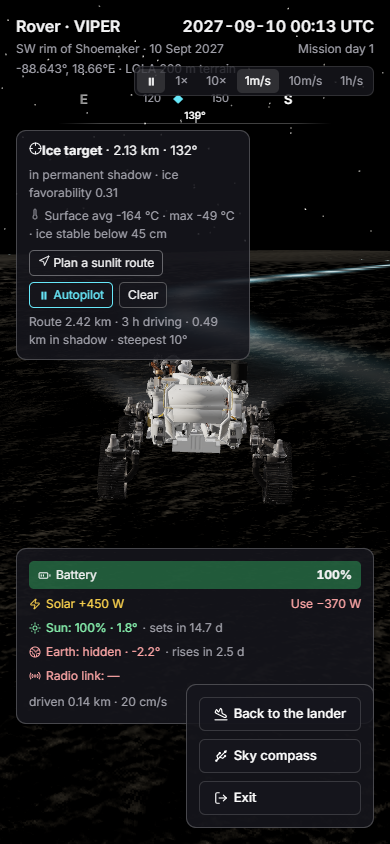 Rover · VIPER
2027-09-10 00:13 UTC
SW rim of Shoemaker · 10 Sept 2027
Mission day 1
-88.643°, 18.66°E · LOLA 200 m terrain
1× 10× 1m/s 10m/s 1h/s
E 120 150 S
139°
Ice target · 2.13 km · 132°
in permanent shadow · ice
favorability 0.31
Surface avg -164 °C · max -49 °C
· ice stable below 45 cm
Plan a sunlit route
Autopilot Clear
Route 2.42 km · 3 h driving · 0.49
km in shadow · steepest 10°
Battery 100%
Solar +450 W Use −370 W
Sun: 100% · 1.8° · sets in 14.7 d
Earth: hidden · -2.2° · rises in 2.5 d
Radio link: —
driven 0.14 km · 20 cm/s
Back to the lander
Sky compass
Exit